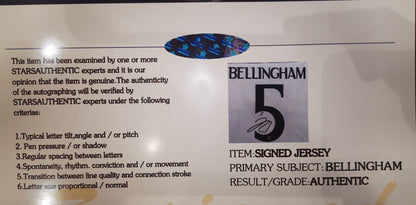 This item has been examined by one or more
STARSAUTHENTIC experts and it is our
opinion that the item is genuine.The authenticity
of the autographing will be verified by
STARSAUTHENTIC experts under the following
criterias:
1.Typical letter tilt,angle and / or pitch
2. Pen pressure / or shadow
3.Regular spacing between letters
4.Spontaneity, rhythm. conviction and / or movement
5.Transition between line quality and connection stroke
6.Letter size proportional / normal
BELLINGHAM
5
ITEM:SIGNED JERSEY
PRIMARY SUBJECT:BELLINGHAM
RESULT/GRADE:AUTHENTIC